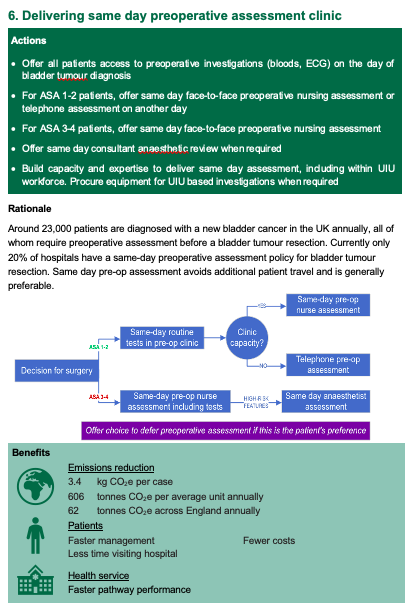 6. Delivering same day preoperative assessment clinic
Actions
• Offer all patients access to preoperative investigations (bloods, ECG) on the day of
bladder tumour diagnosis
• For ASA 1-2 patients, offer same day face-to-face preoperative nursing assessment or
telephone assessment on another day
• For ASA 3-4 patients, offer same day face-to-face preoperative nursing assessment
• Offer same day consultant anaesthetic review when required
• Build capacity and expertise to deliver same day assessment, including within UIU
workforce. Procure equipment for UIU based investigations when required
Rationale
Around 23,000 patients are diagnosed with a new bladder cancer in the UK annually, all of
whom require preoperative assessment before a bladder tumour resection. Currently only
20% of hospitals have a same-day preoperative assessment policy for bladder tumour
resection. Same day pre-op assessment avoids additional patient travel and is generally
preferable.
Decision for surgery
ASA 1-2
Same-day routine
tests in pre-op clinic
Clinic
capacity?
YES
Same-day pre-op
nurse assessment
NO
Telephone pre-op
assessment
ASA 3-4
Same-day pre-op nurse
assessment including tests
HIGH-RISK
FEATURES
Same day anaesthetist
assessment
Offer choice to defer preoperative assessment if this is the patient's preference
Benefits
Emissions reduction
3.4 kg CO₂e per case
606 tonnes CO₂e per average unit annually
62 tonnes CO₂e across England annually
Patients
Faster management Fewer costs
Less time visiting hospital
Health service
Faster pathway performance